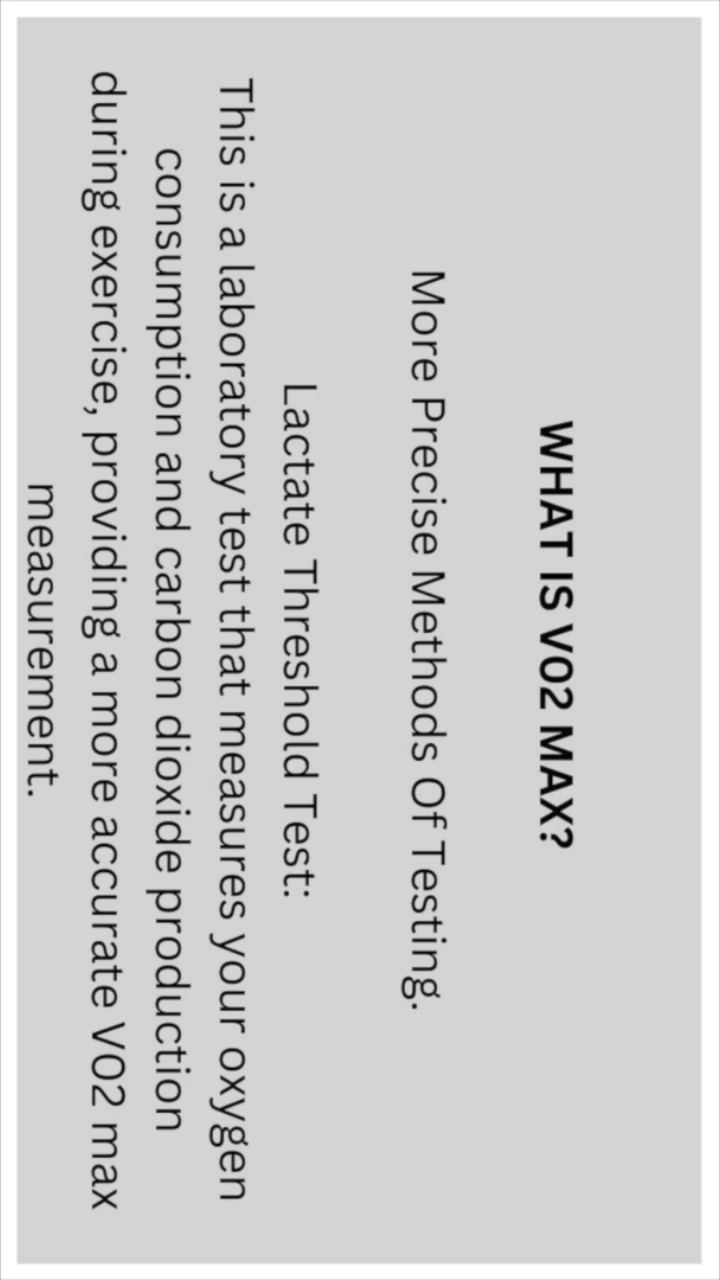 WHAT IS V02 MAX?
More Precise Methods Of Testing.
Lactate Threshold Test:
This is a laboratory test that measures your oxygen
consumption and carbon dioxide production
during exercise, providing a more accurate V02 max
measurement.